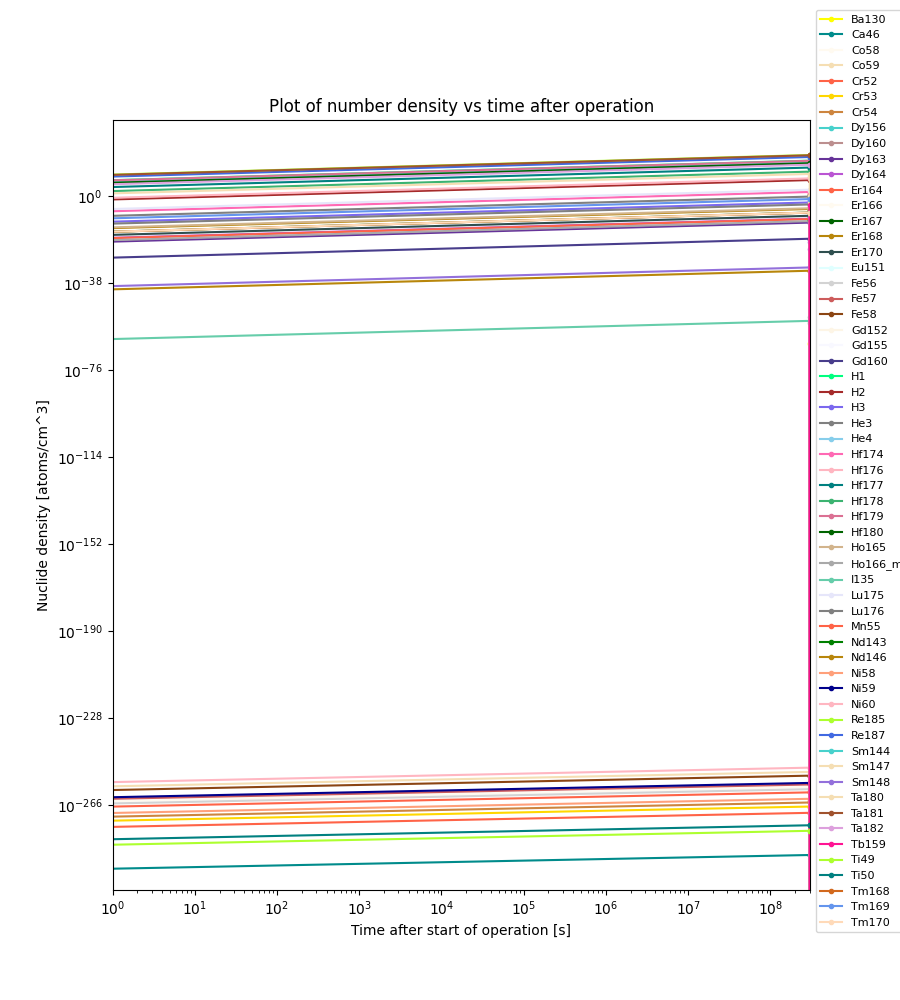 Plot of number density vs time after operation
Nuclide density [atoms/cm^3]
10^0
10^-38
10^-76
10^-114
10^-152
10^-190
10^-228
10^-266
10^0 10^1 10^2 10^3 10^4 10^5 10^6 10^7 10^8
Time after start of operation [s]
Ba130
Ca46
Co58
Co59
Cr52
Cr53
Cr54
Dy156
Dy160
Dy163
Dy164
Er164
Er166
Er167
Er168
Er170
Eu151
Fe56
Fe57
Fe58
Gd152
Gd155
Gd160
H1
H2
H3
He3
He4
Hf174
Hf176
Hf177
Hf178
Hf179
Hf180
Ho165
Ho166_m
I135
Lu175
Lu176
Mn55
Nd143
Nd146
Ni58
Ni59
Ni60
Re185
Re187
Sm144
Sm147
Sm148
Ta180
Ta181
Ta182
Tb159
Ti49
Ti50
Tm168
Tm169
Tm170